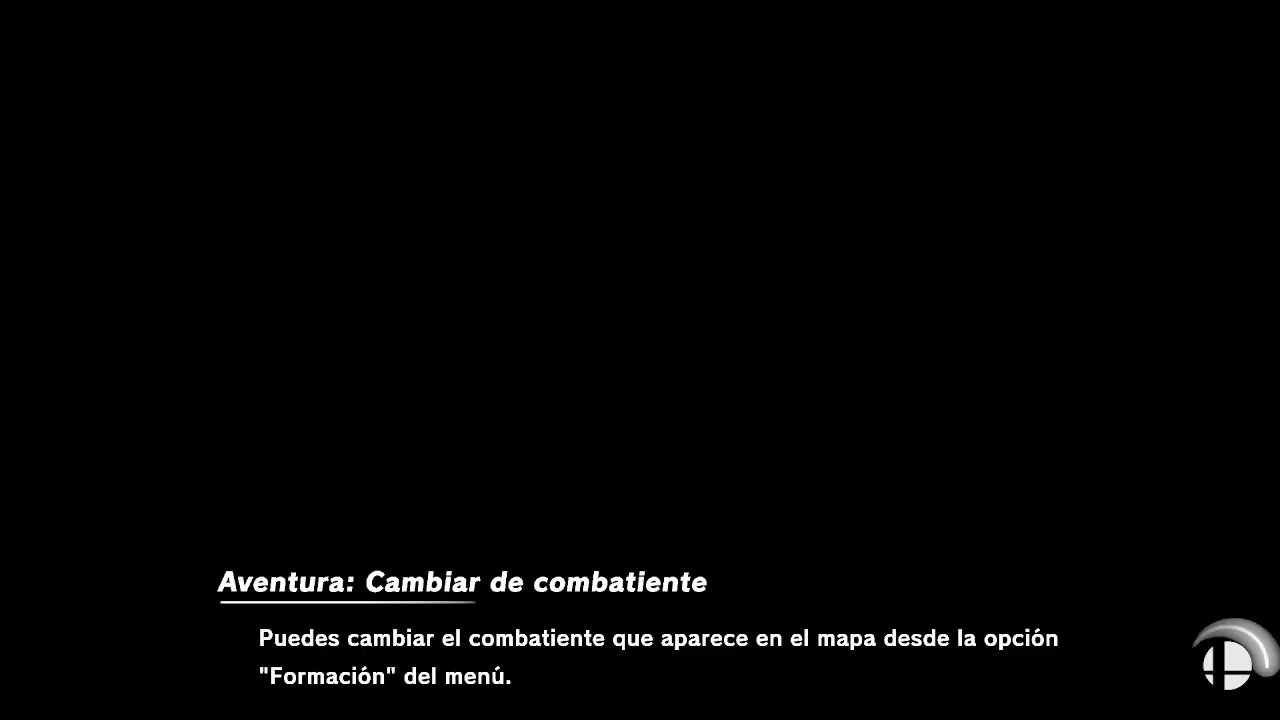 Aventura: Cambiar de combatiente
Puedes cambiar el combatiente que aparece en el mapa desde la opción
"Formación" del menú.